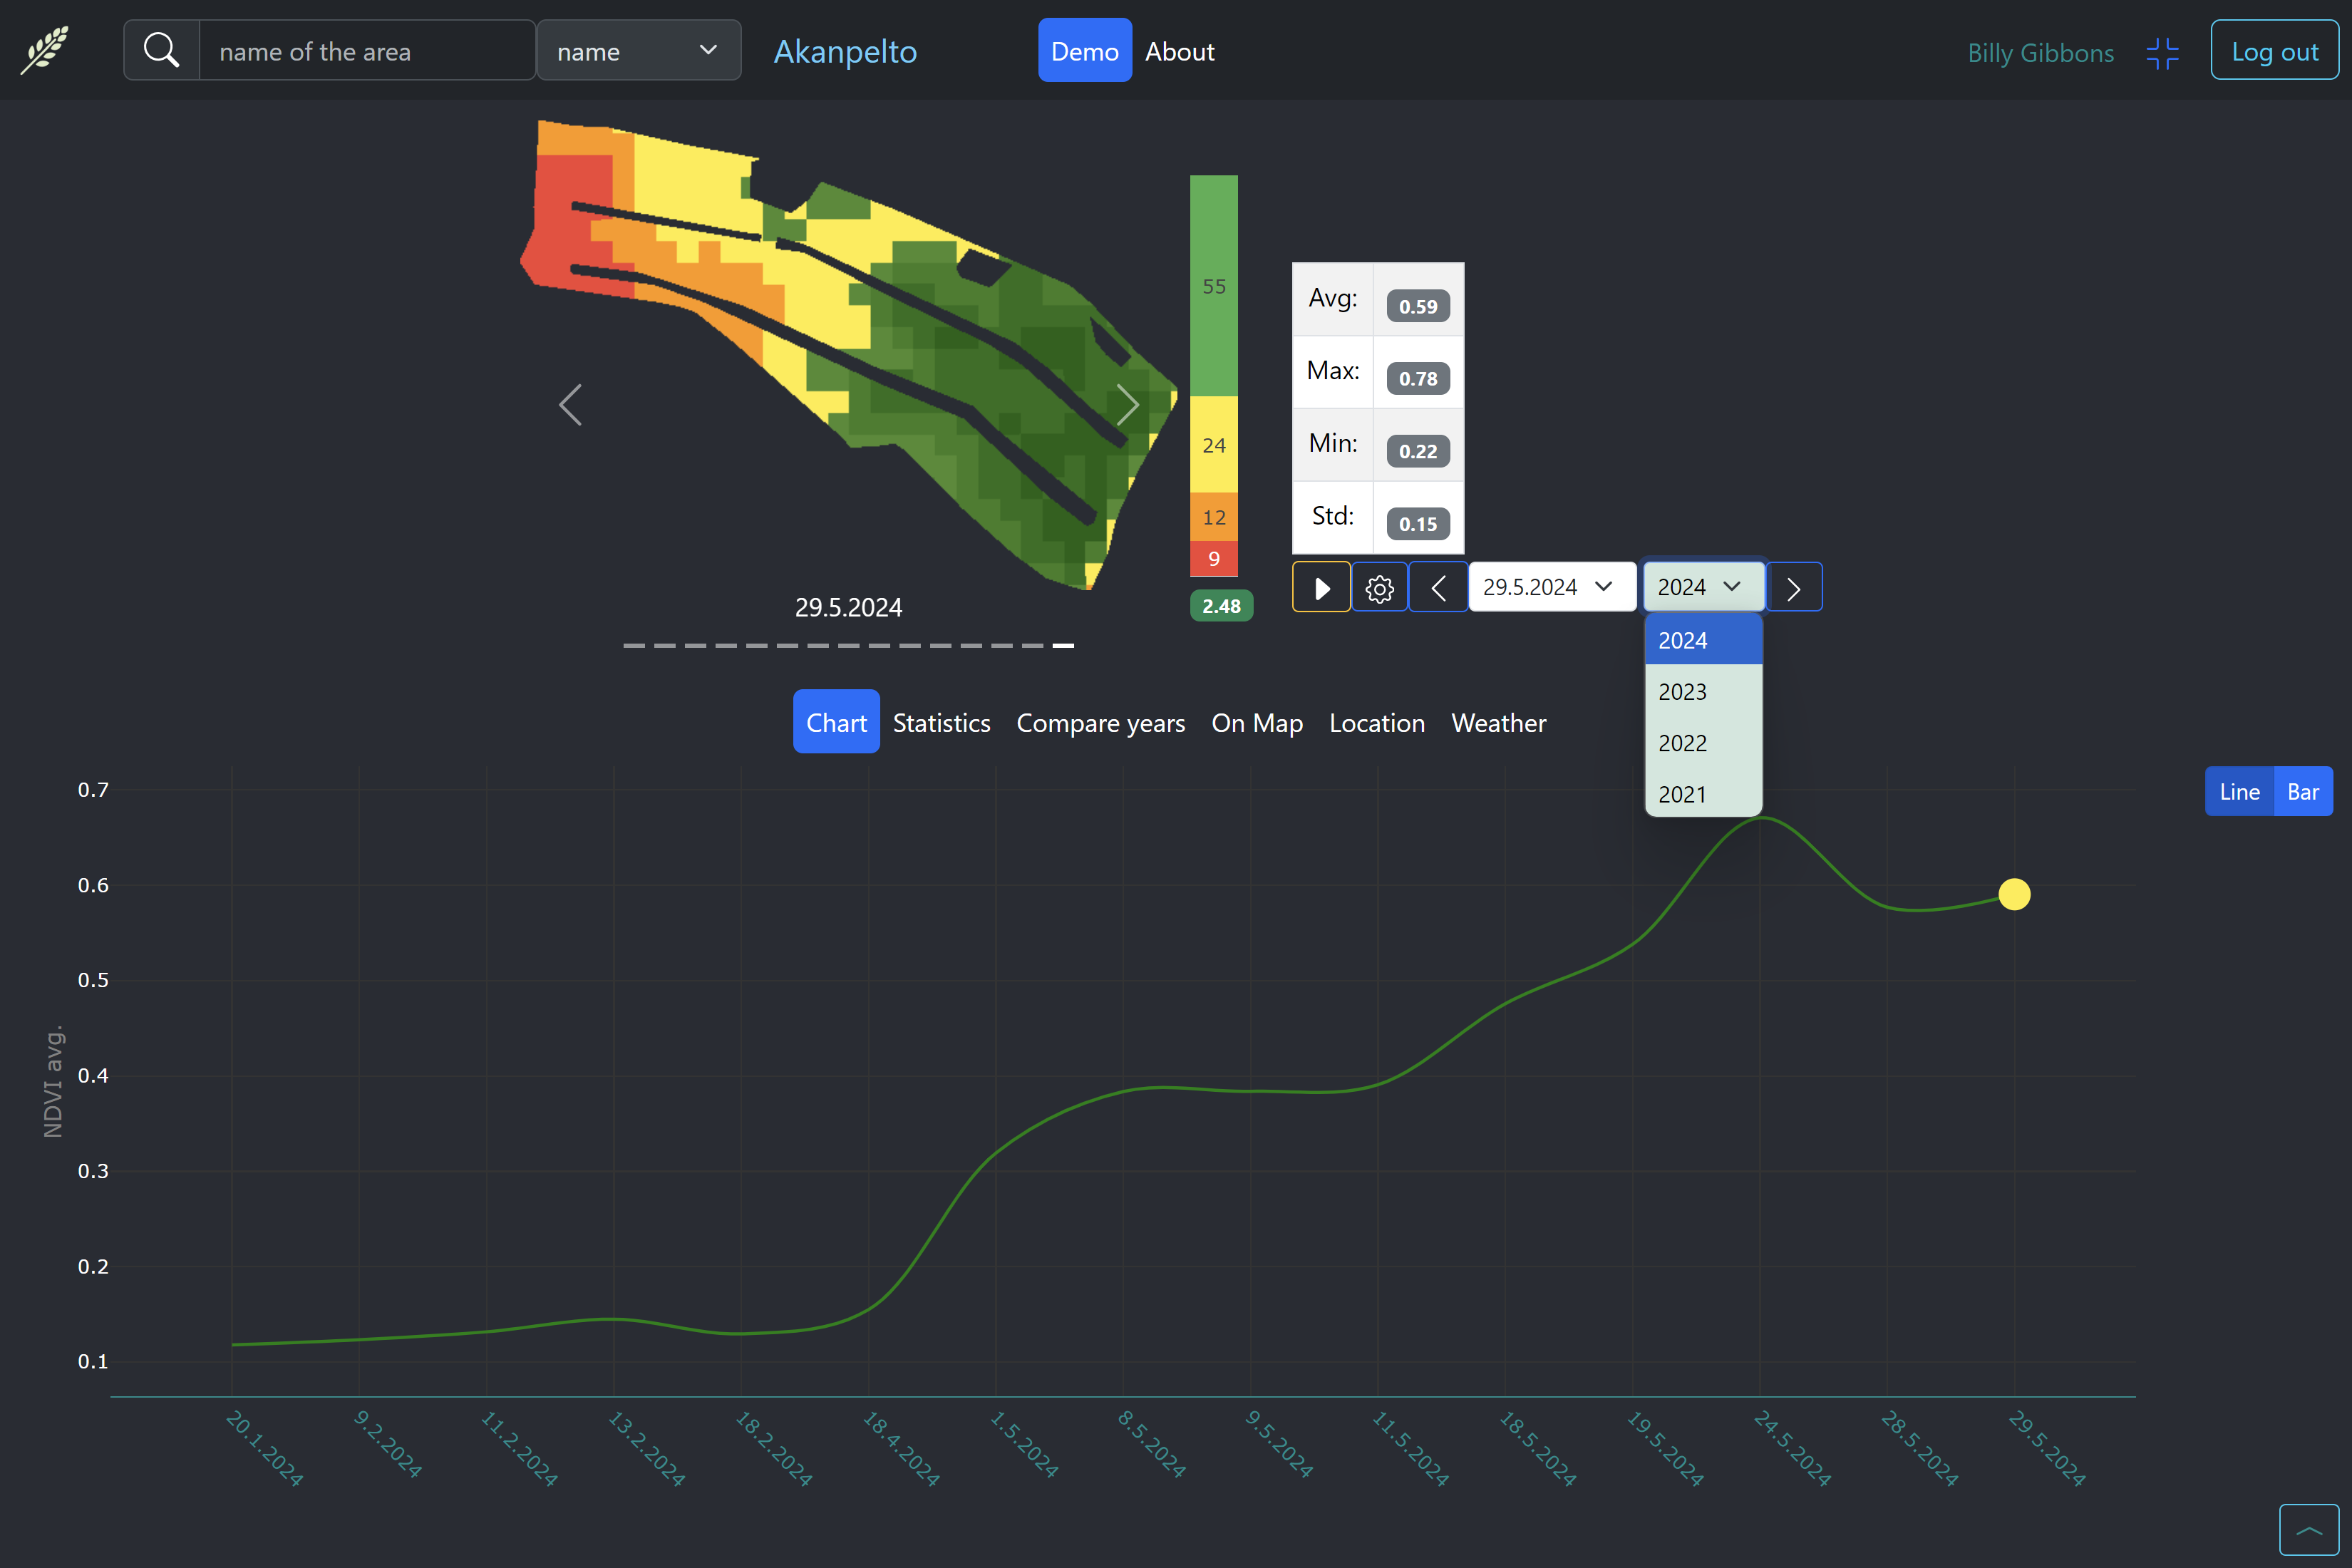 name of the area
name
Akanpelto
Demo
About
Billy Gibbons
Log out
55
24
12
9
2.48
Avg: 0.59
Max: 0.78
Min: 0.22
Std: 0.15
29.5.2024
2024
29.5.2024
2024
2023
2022
2021
Chart Statistics Compare years On Map Location Weather
Line Bar
0.7
0.6
0.5
0.4
0.3
0.2
0.1
NDVI avg.
20.1.2024
9.2.2024
11.2.2024
13.2.2024
18.2.2024
18.4.2024
1.5.2024
8.5.2024
9.5.2024
11.5.2024
18.5.2024
19.5.2024
24.5.2024
28.5.2024
29.5.2024